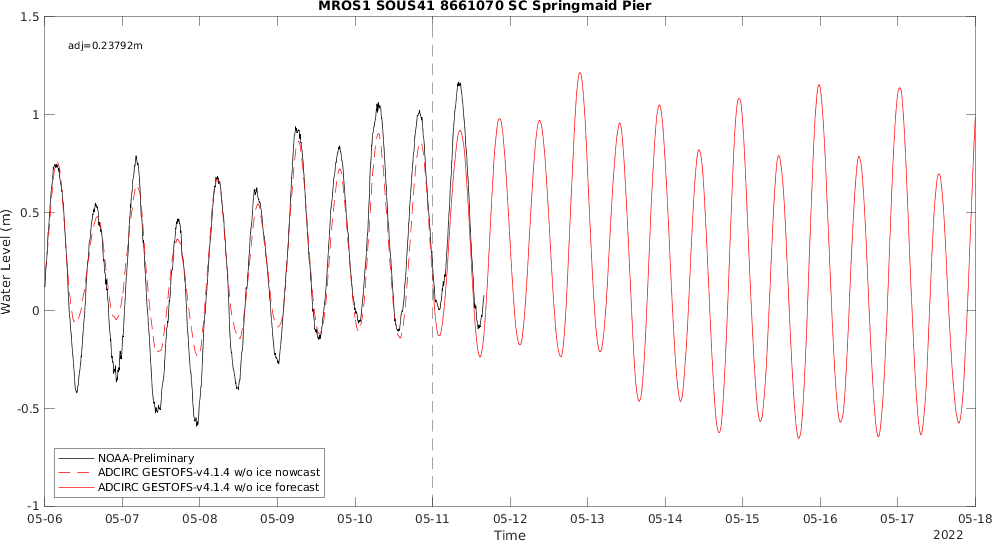 MROS1 SOUS41 8661070 SC Springmaid Pier
adj=0.23792m
1.5
1
0.5
0
-0.5
-1
Water Level (m)
NOAA-Preliminary
ADCIRC GESTOFS-v4.1.4 w/o ice nowcast
ADCIRC GESTOFS-v4.1.4 w/o ice forecast
05-06 05-07 05-08 05-09 05-10 05-11 05-12 05-13 05-14 05-15 05-16 05-17 05-18
Time
2022